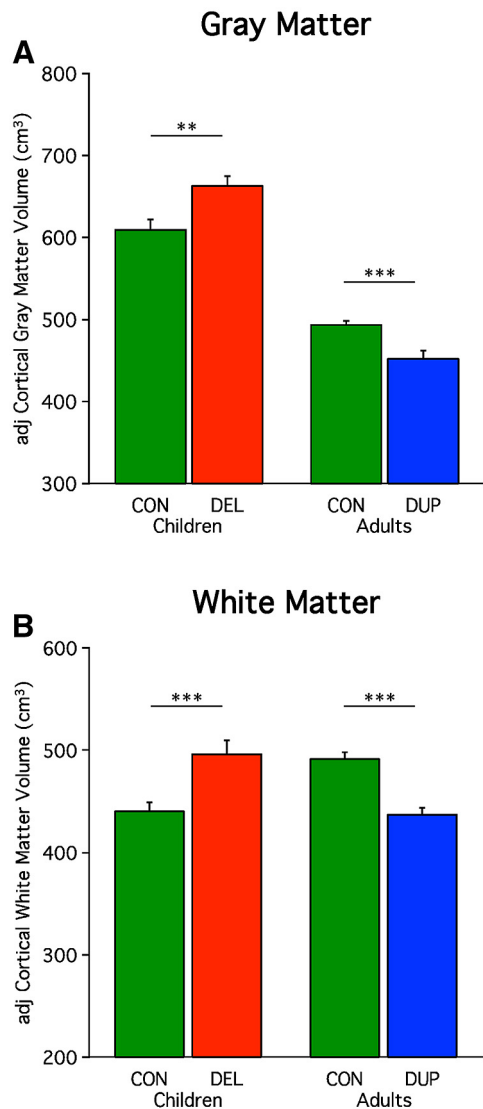 Gray Matter
A
adj Cortical Gray Matter Volume (cm³)
800
700
600
500
400
300
**
***
CON DEL CON DUP
Children Adults
White Matter
B
adj Cortical White Matter Volume (cm³)
600
500
400
300
200
***
***
CON DEL CON DUP
Children Adults